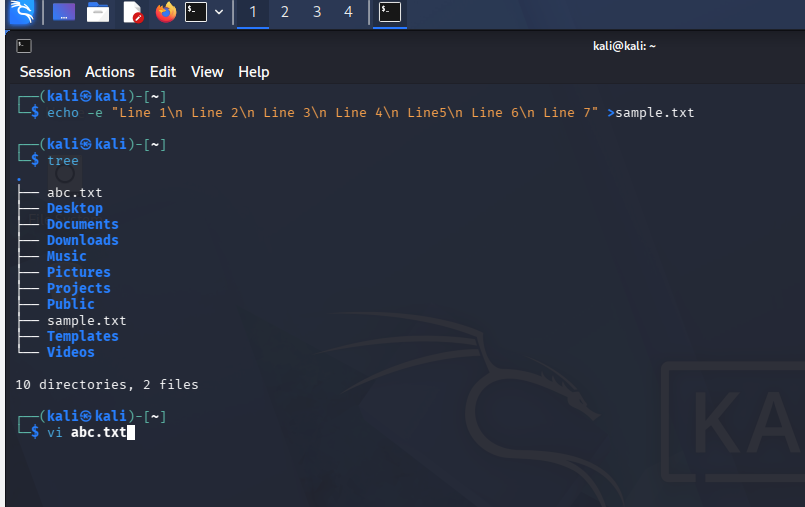 1 2 3 4
kali@kali: ~
Session Actions Edit View Help
┌──(kali㉿kali)-[~]
└─$ echo -e "Line 1\n Line 2\n Line 3\n Line 4\n Line5\n Line 6\n Line 7" >sample.txt
┌──(kali㉿kali)-[~]
└─$ tree
.
├── abc.txt
├── Desktop
├── Documents
├── Downloads
├── Music
├── Pictures
├── Projects
├── Public
├── sample.txt
├── Templates
└── Videos
10 directories, 2 files
┌──(kali㉿kali)-[~]
└─$ vi abc.txt
KA